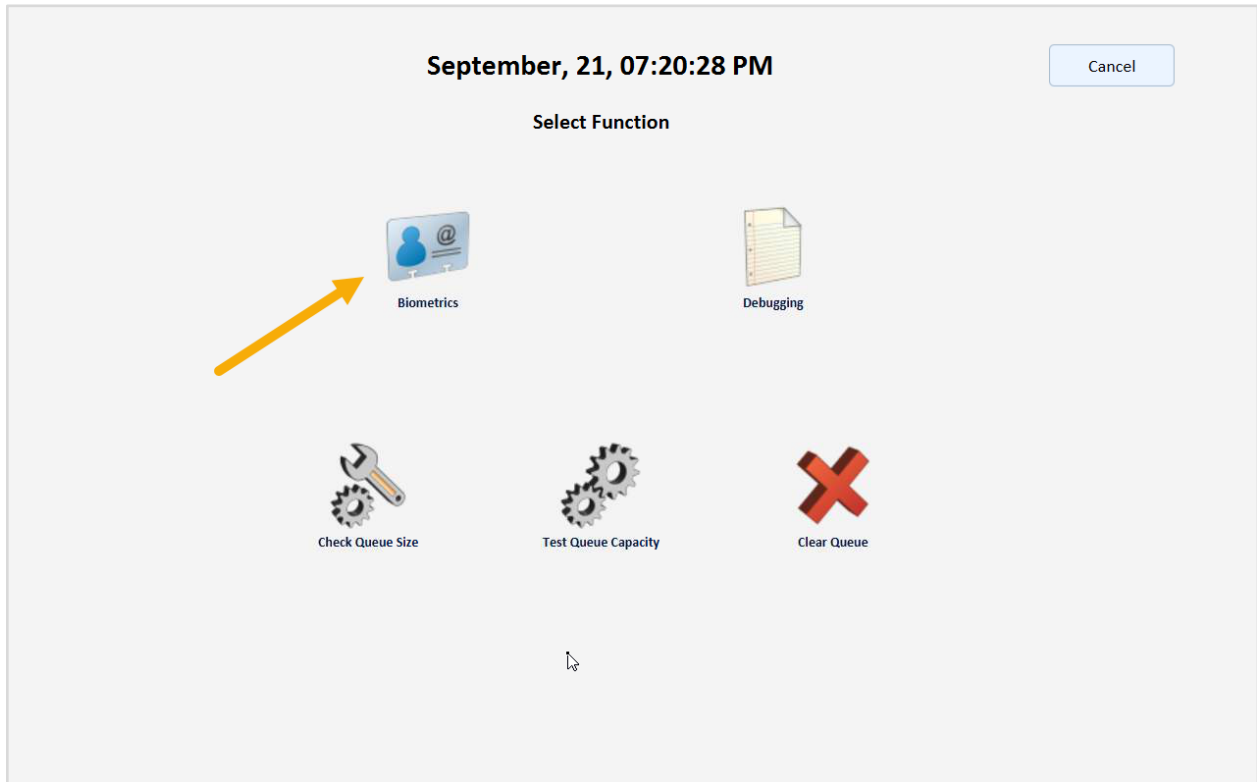 September, 21, 07:20:28 PM
Cancel
Select Function
@
Biometrics
Debugging
Check Queue Size
Test Queue Capacity
Clear Queue